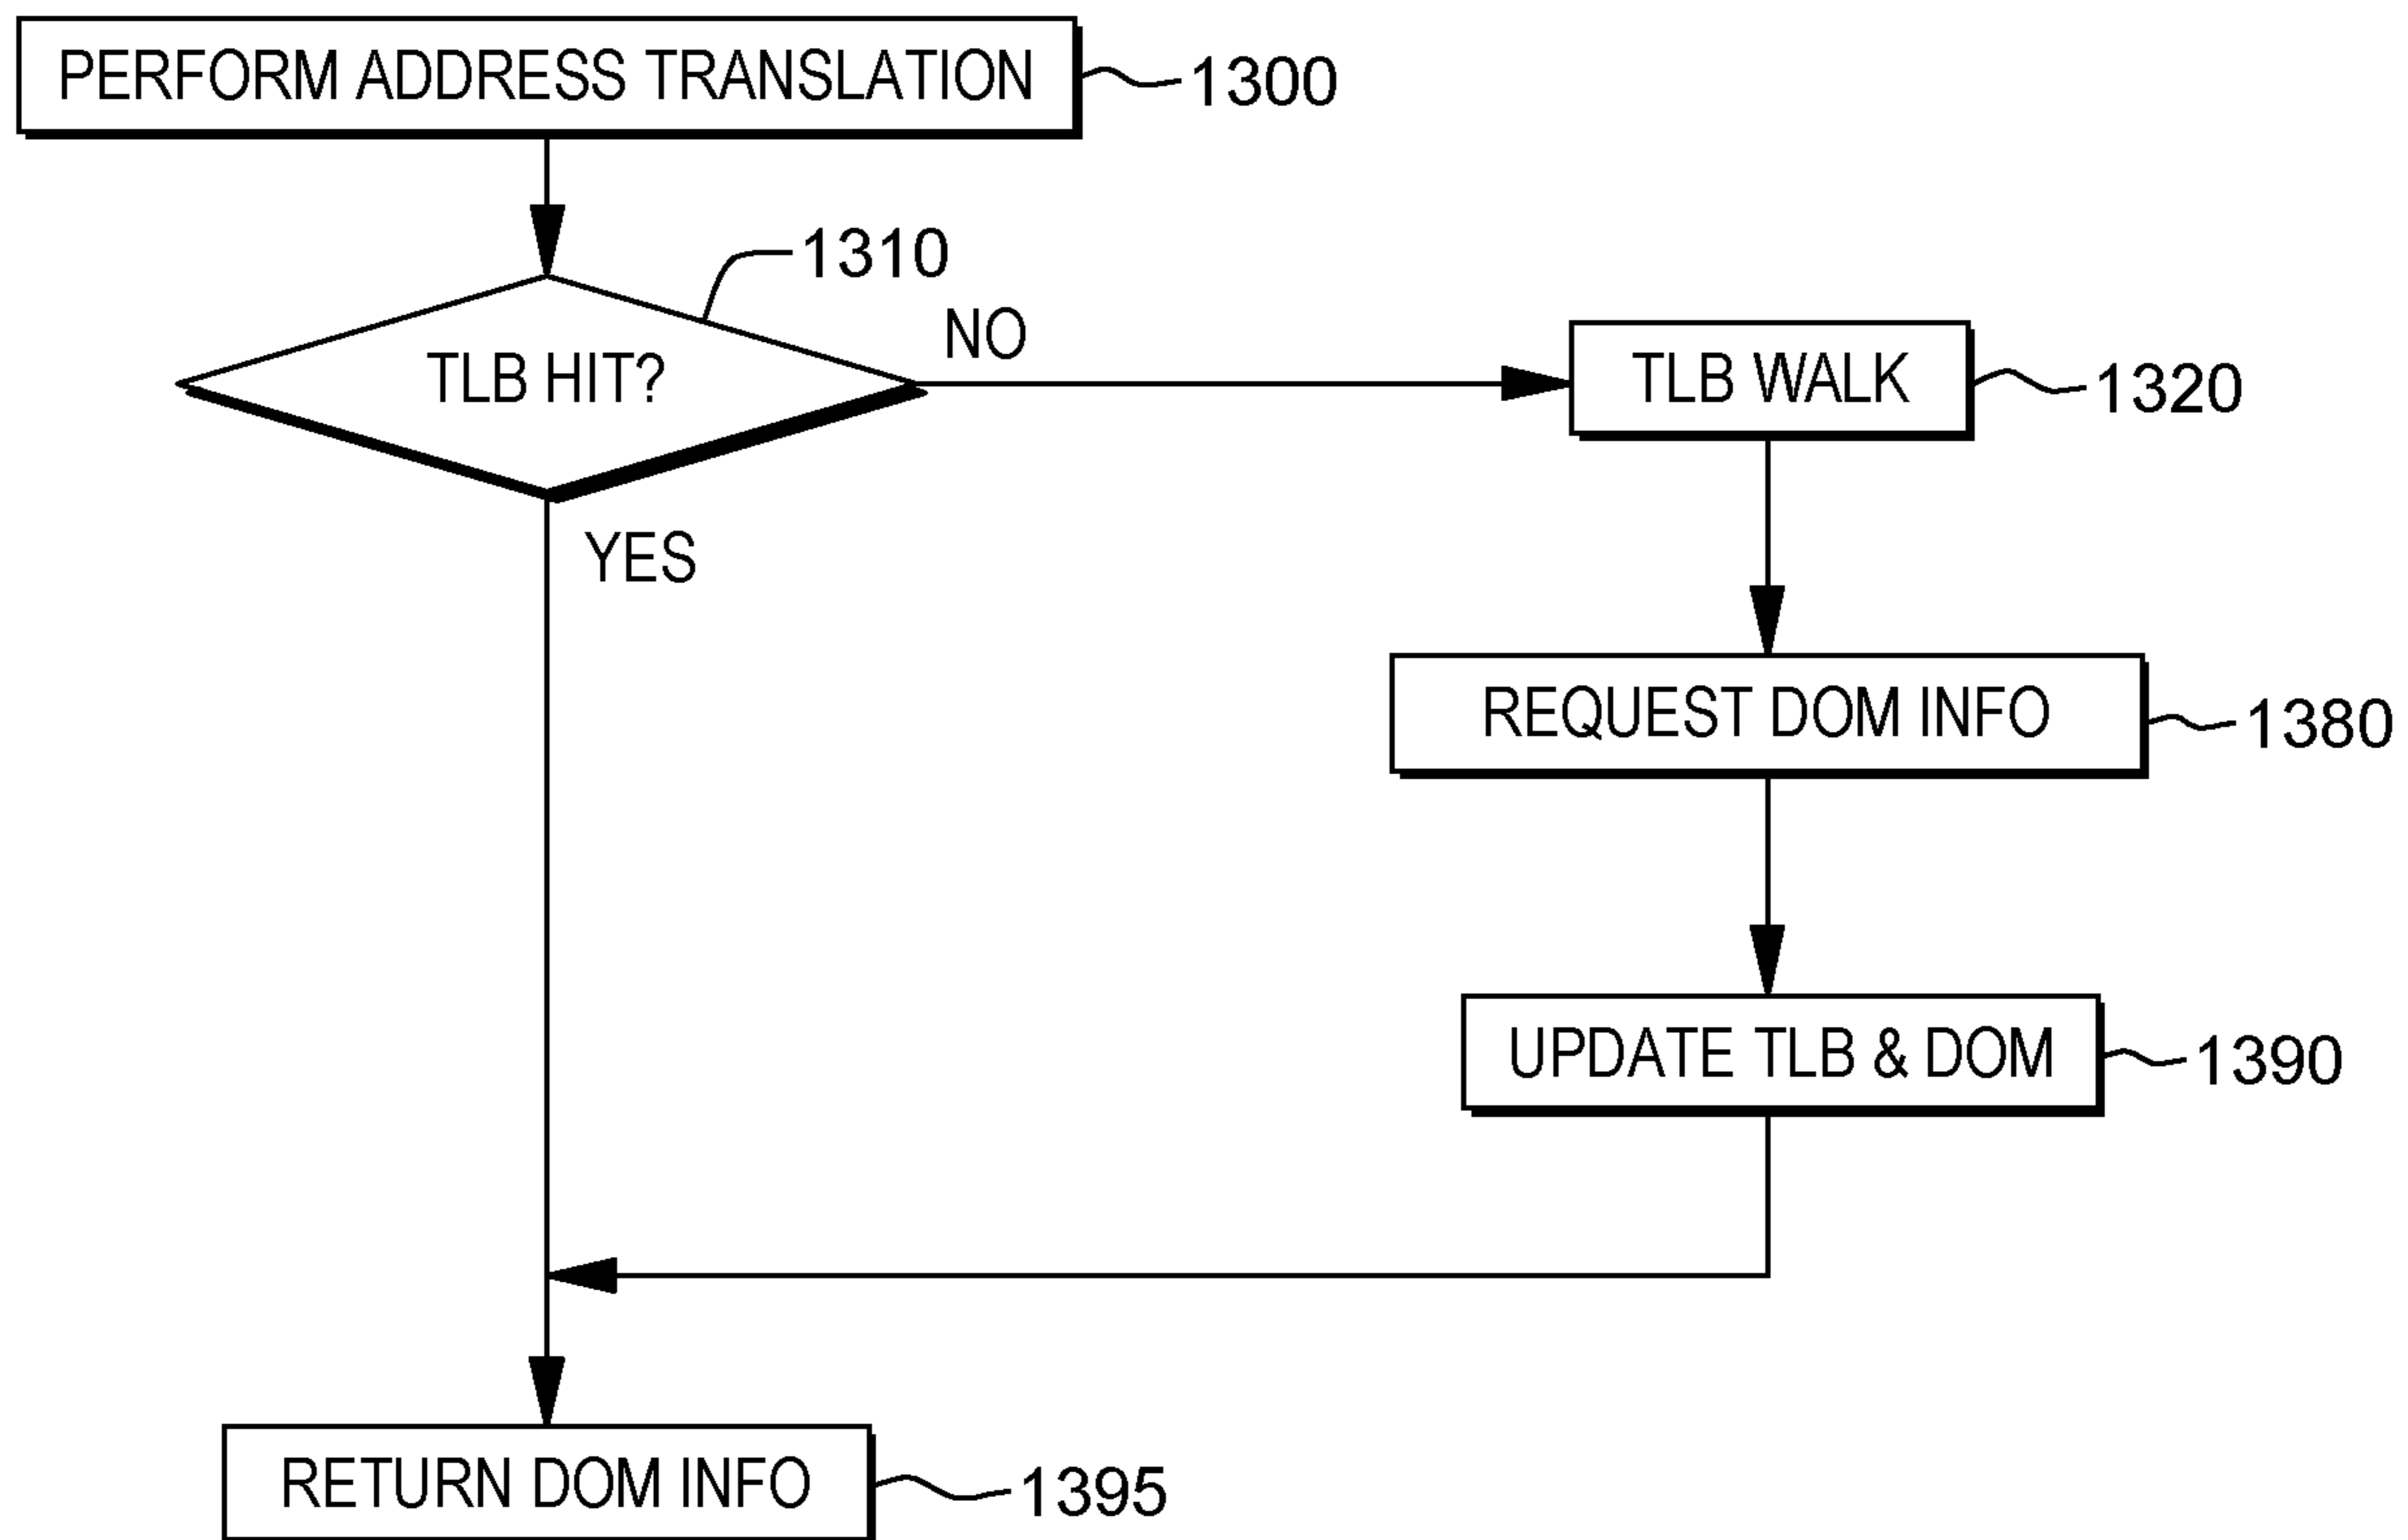 PERFORM ADDRESS TRANSLATION
1300
1310
TLB HIT?
NO
TLB WALK
1320
YES
REQUEST DOM INFO
1380
UPDATE TLB & DOM
1390
RETURN DOM INFO
1395